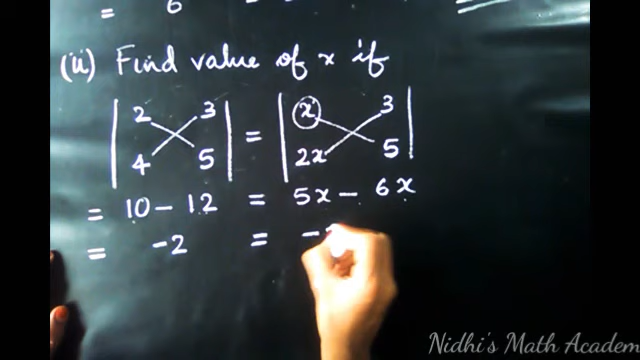 = 6 =
(ii) Find value of x if
| 2 3 | = | x 3 |
| 4 5 | | 2x 5 |
= 10 - 12 = 5x - 6x
= -2 = -
Nidhi's Math Academ